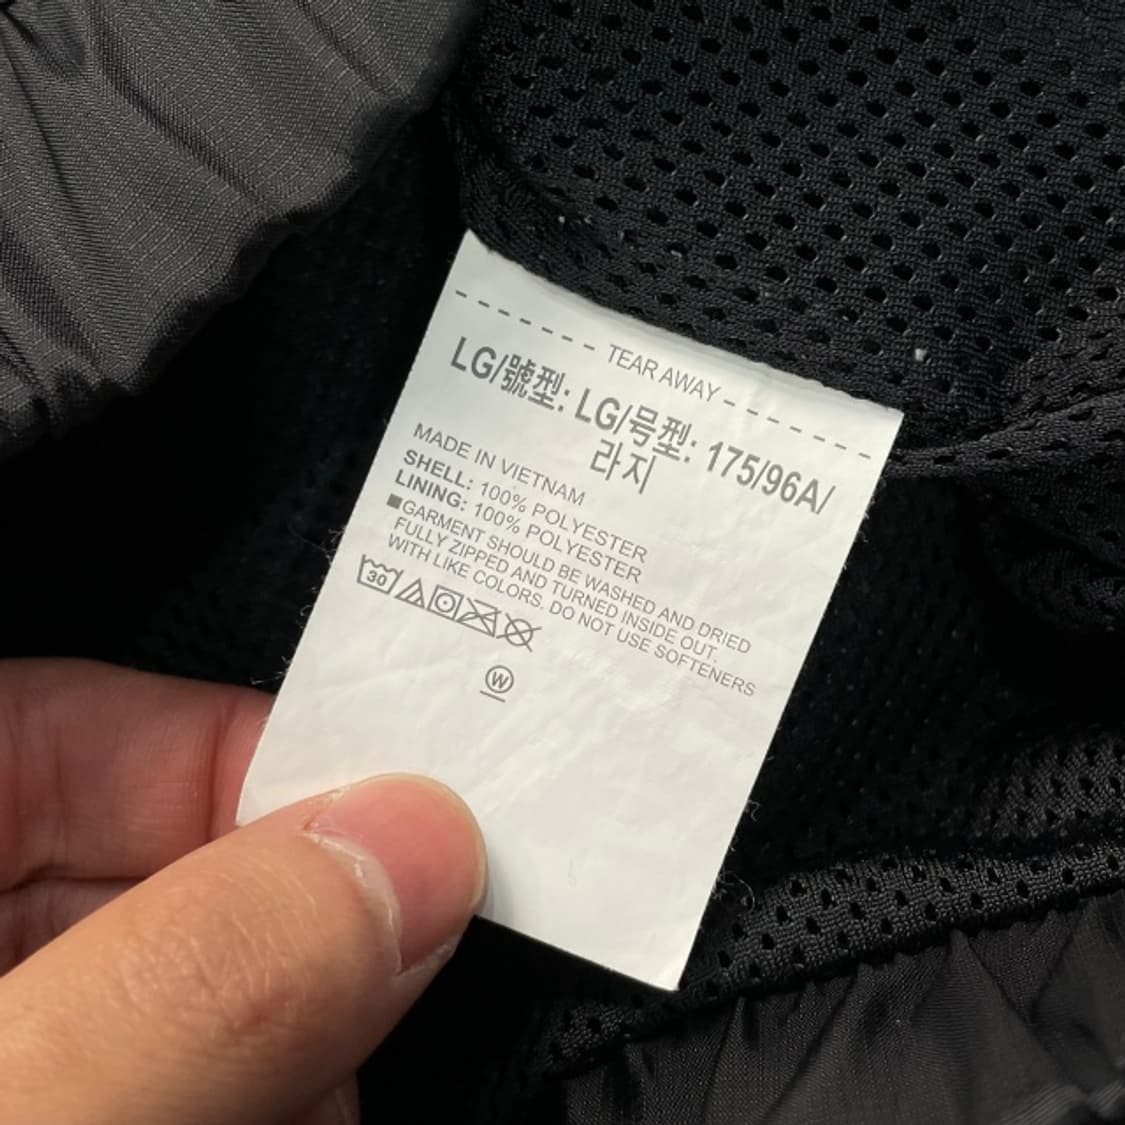 TEAR AWAY
LG/號型: LG/号型: 175/96A/
라지
MADE IN VIETNAM
SHELL: 100% POLYESTER
LINING: 100% POLYESTER
■GARMENT SHOULD BE WASHED AND DRIED
FULLY ZIPPED AND TURNED INSIDE OUT.
WITH LIKE COLORS. DO NOT USE SOFTENERS
30
W